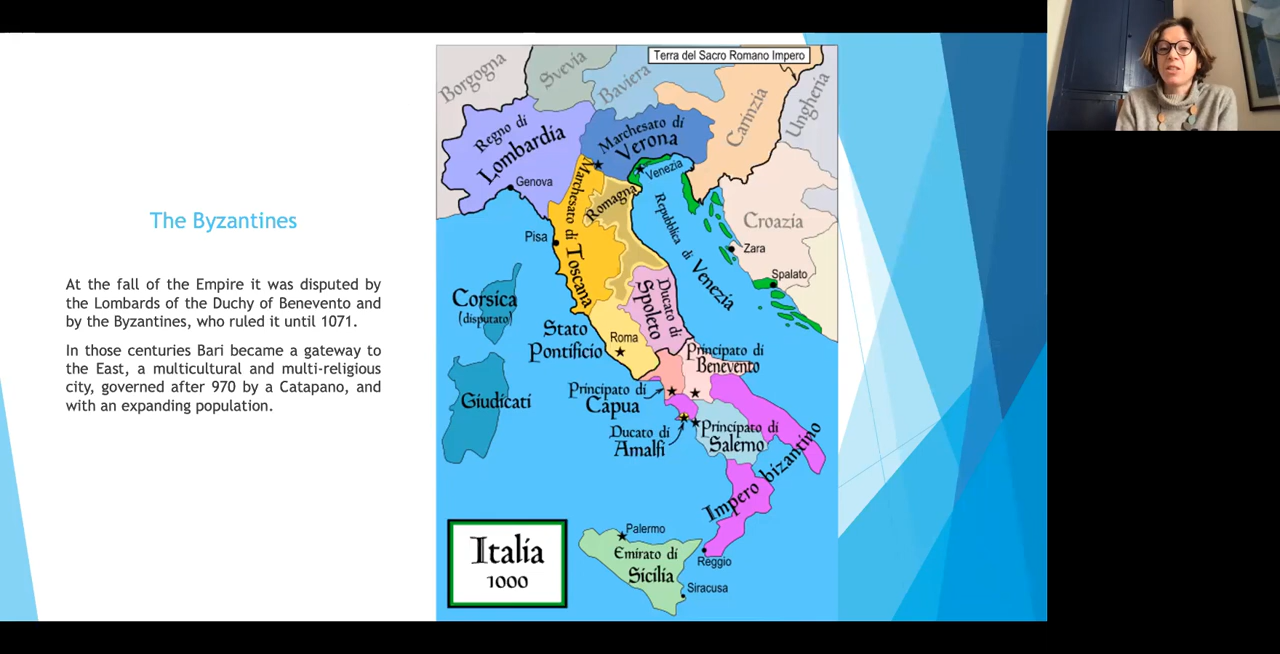 The Byzantines
At the fall of the Empire it was disputed by
the Lombards of the Duchy of Benevento and
by the Byzantines, who ruled it until 1071.
In those centuries Bari became a gateway to
the East, a multicultural and multi-religious
city, governed after 970 by a Catapano, and
with an expanding population.
Terra del Sacro Romano Impero
Borgogna
Svevia
Baviera
Carinzia
Ungheria
Regno di
Lombardia
Marchesato di
Verona
Venezia
Genova
Marchesato di
Toscana
Romagna
Repubblica di
Venezia
Croazia
Pisa
Zara
Spalato
Corsica
(disputato)
Ducato di
Spoleto
Stato
Pontificio
Roma
Principato di
Benevento
Giudicati
Principato di
Capua
Ducato di
Amalfi
Principato di
Salerno
Impero bizantino
Italia
1000
Palermo
Emirato di
Sicilia
Reggio
Siracusa